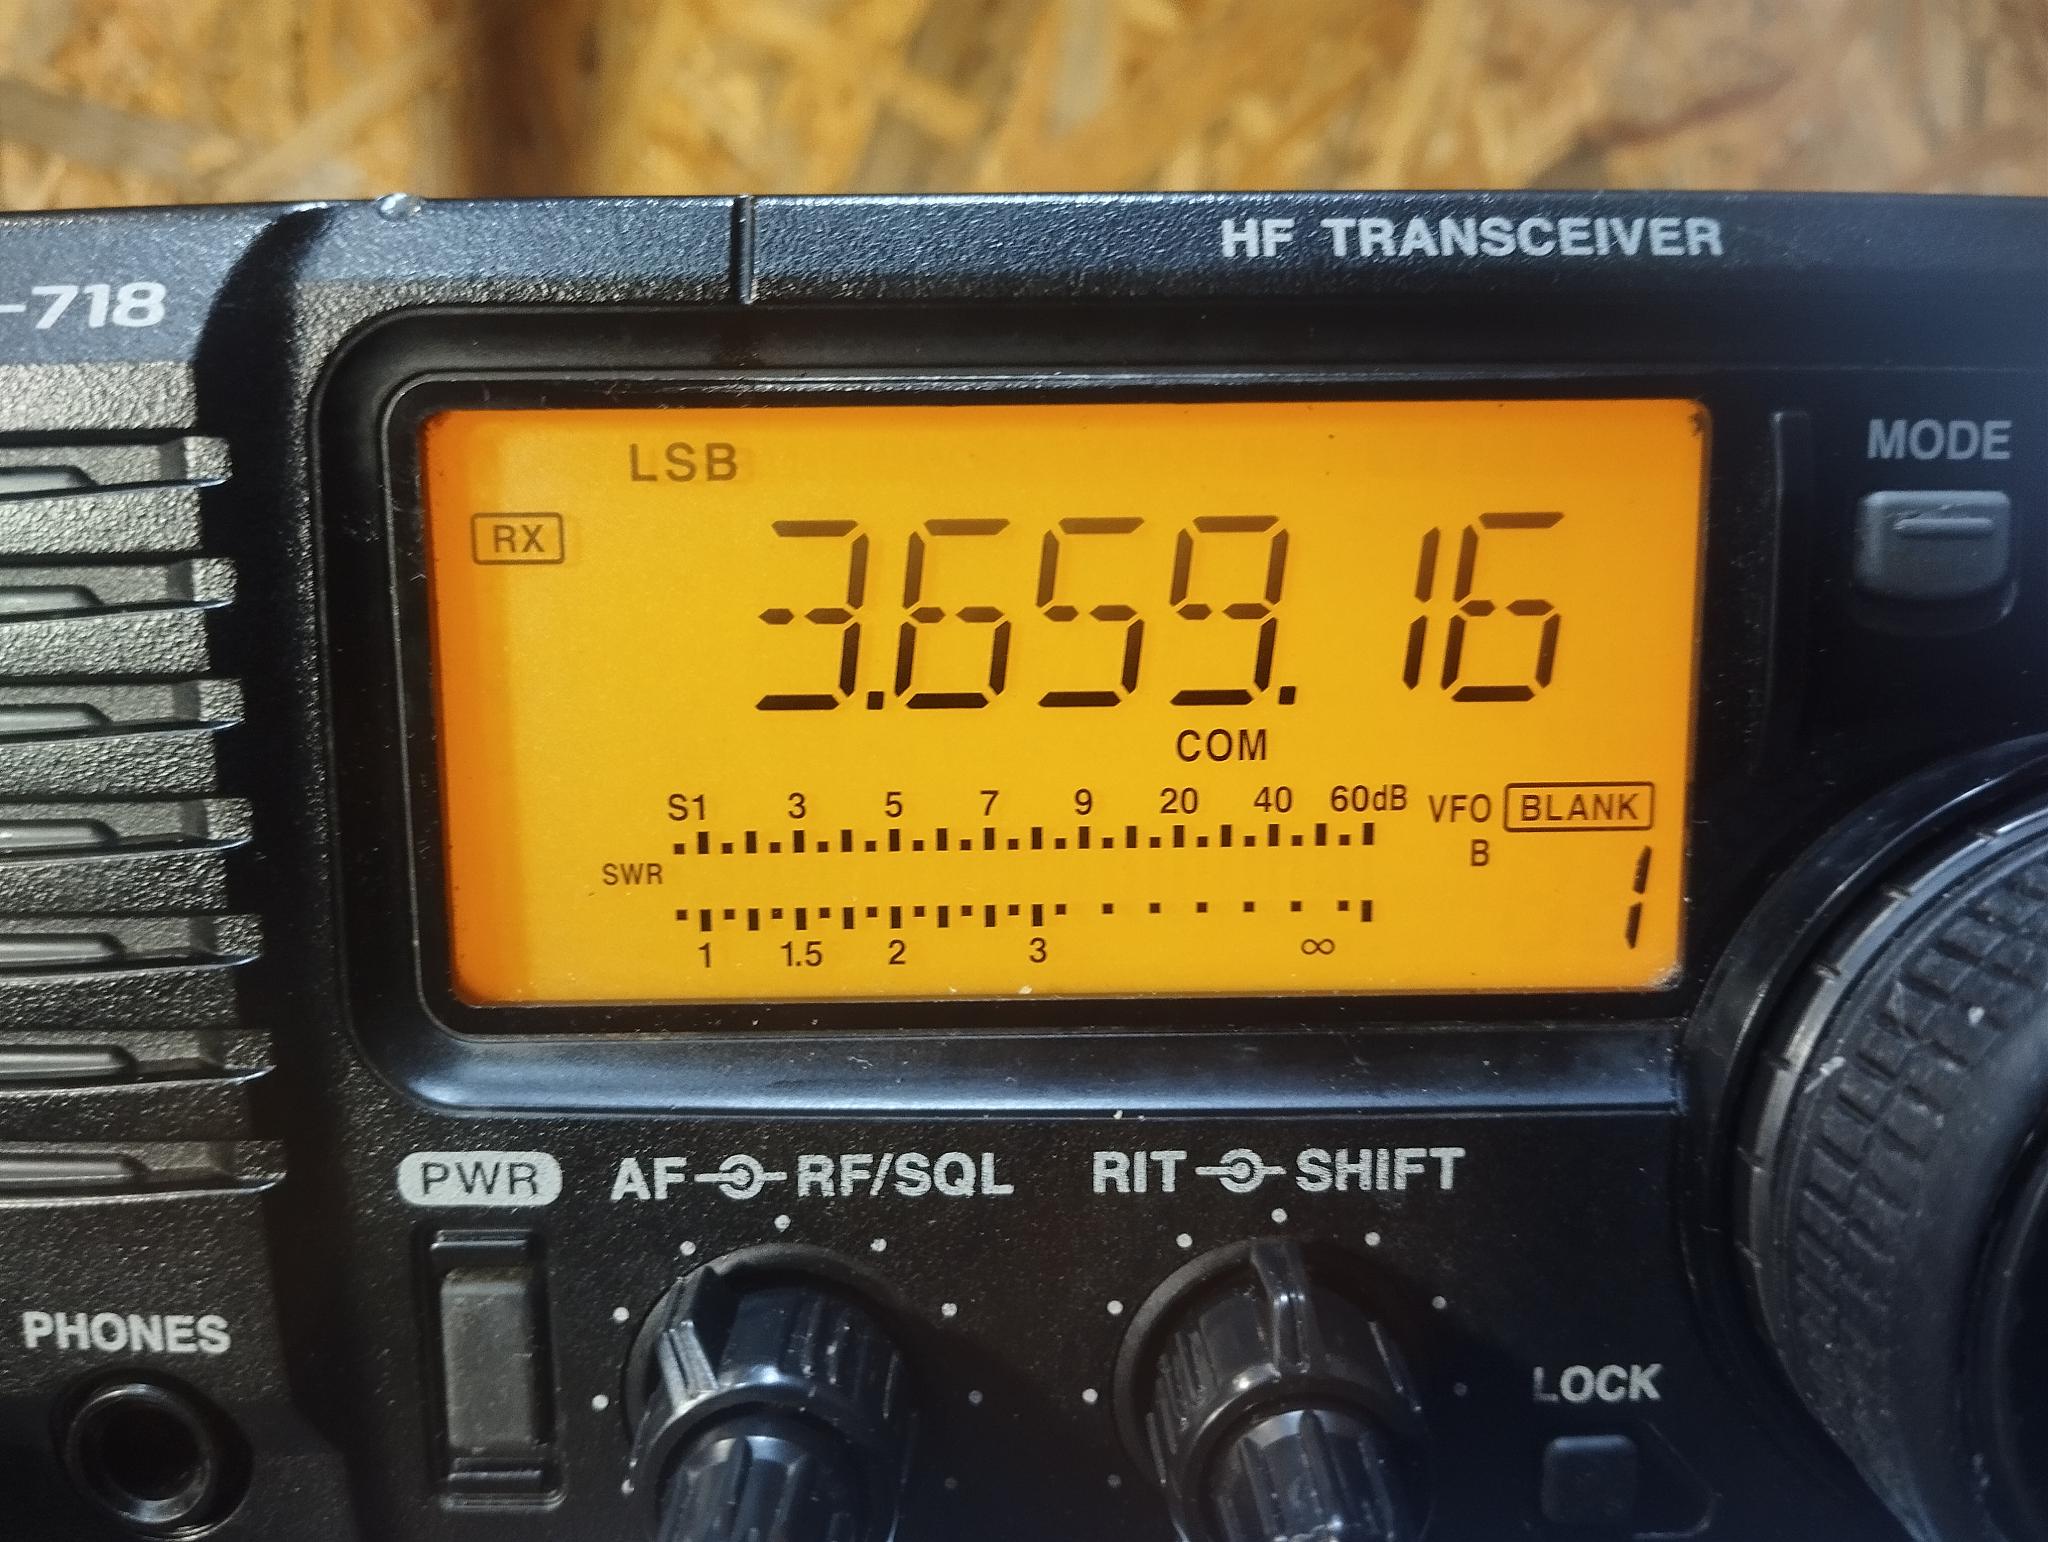 HF TRANSCEIVER
-718
MODE
LSB
RX
3.659.16
COM
S1 3 5 7 9 20 40 60dB
VFO BLANK
B
SWR
1
1 1.5 2 3 ∞
PWR AF RF/SQL RIT SHIFT
PHONES
LOCK